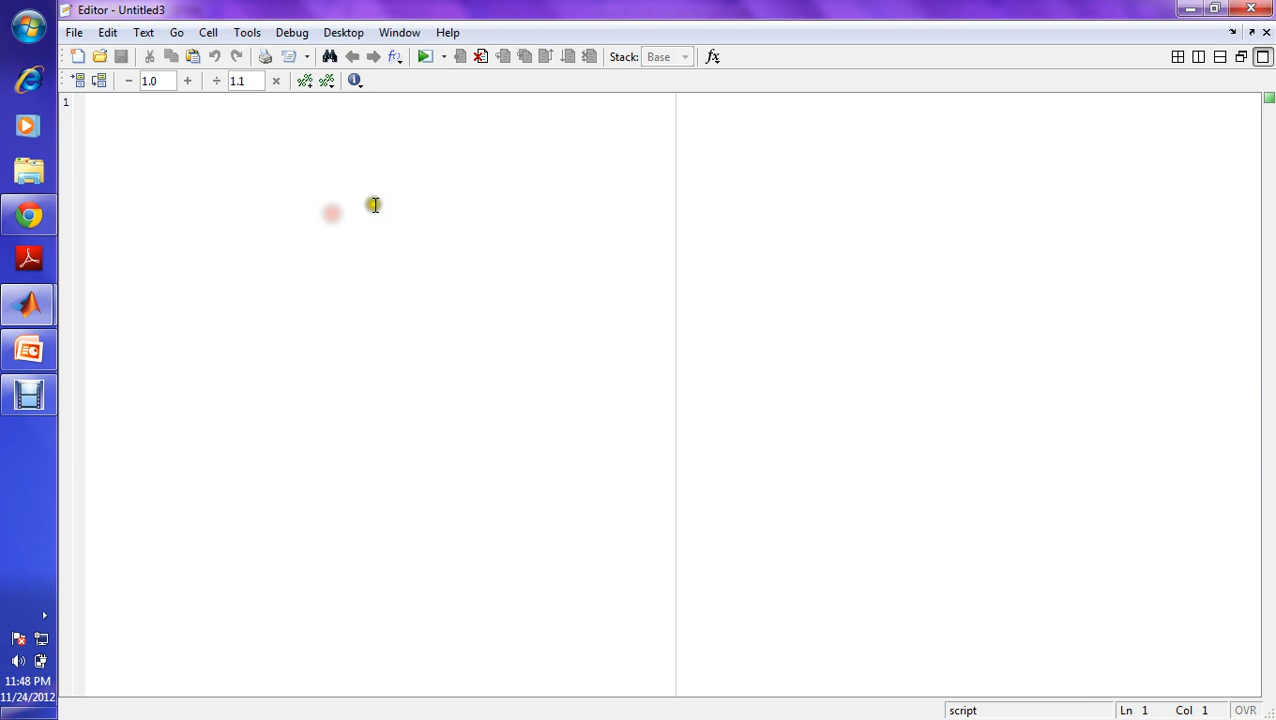 Editor - Untitled3
File Edit Text Go Cell Tools Debug Desktop Window Help
Stack: Base fx
− 1.0 + ÷ 1.1 ×
1
11:48 PM
11/24/2012
script Ln 1 Col 1 OVR